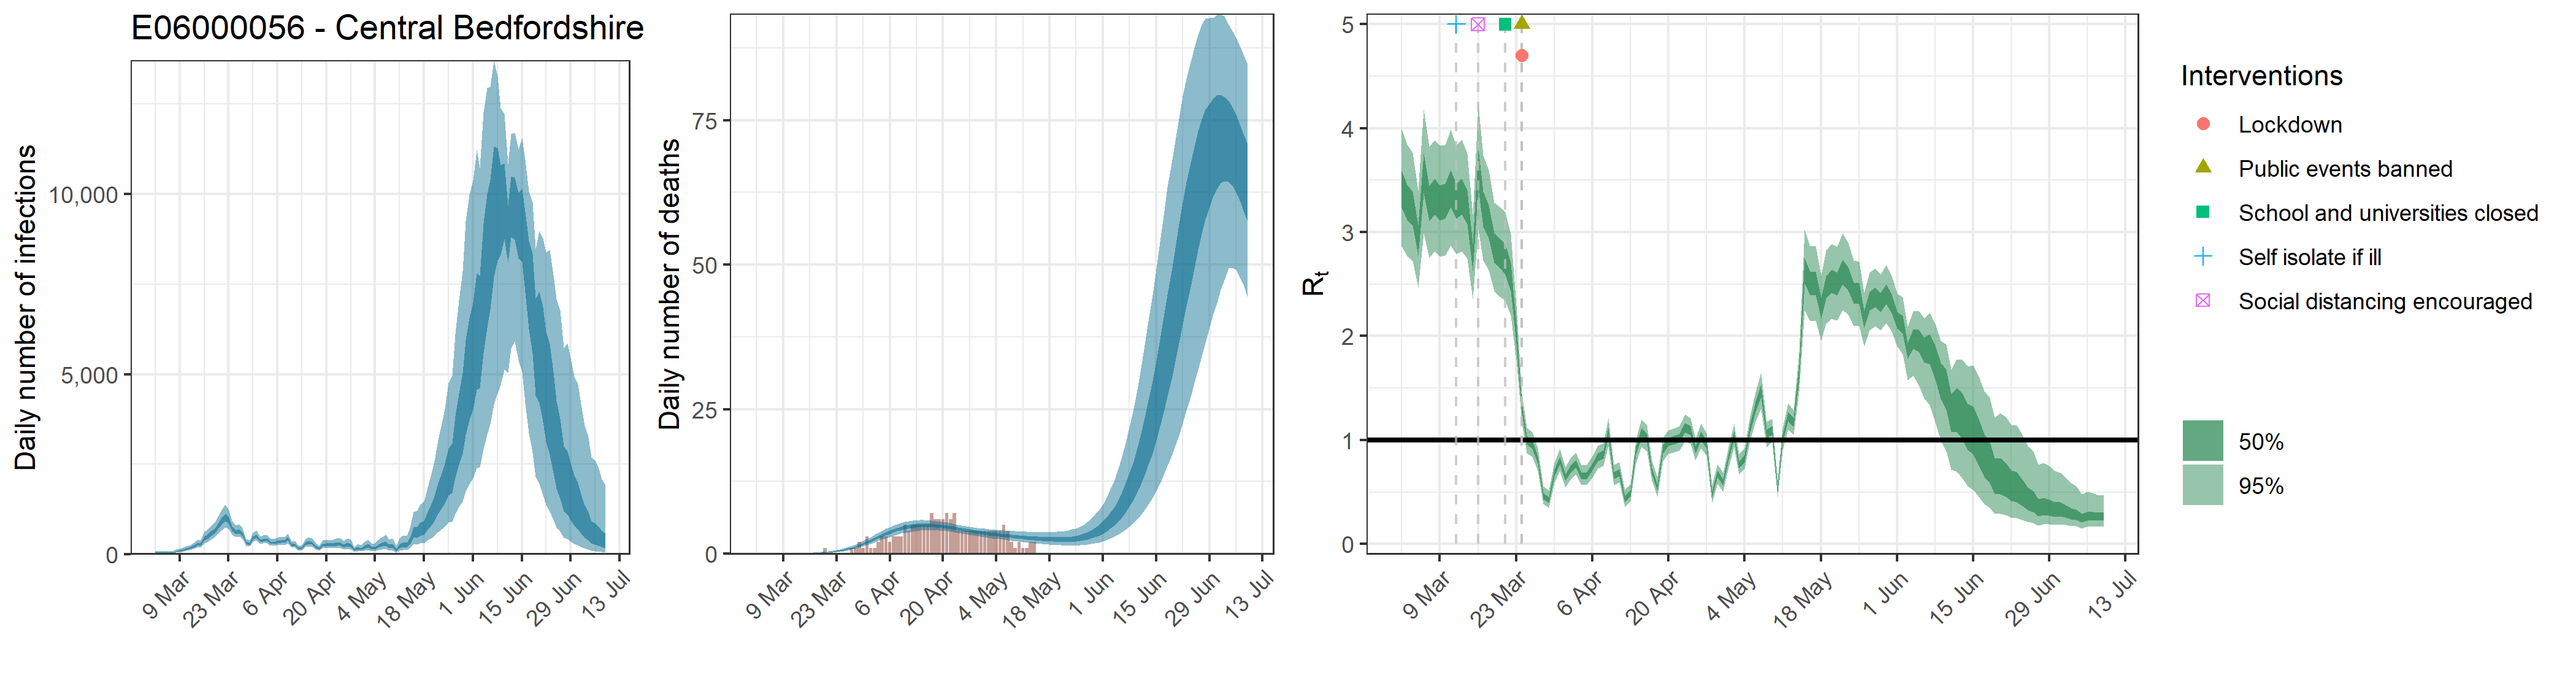 E06000056 - Central Bedfordshire
Daily number of infections
10,000
5,000
0
9 Mar
23 Mar
6 Apr
20 Apr
4 May
18 May
1 Jun
15 Jun
29 Jun
13 Jul
Daily number of deaths
75
50
25
0
9 Mar
23 Mar
6 Apr
20 Apr
4 May
18 May
1 Jun
15 Jun
29 Jun
13 Jul
Rt
5
4
3
2
1
0
9 Mar
23 Mar
6 Apr
20 Apr
4 May
18 May
1 Jun
15 Jun
29 Jun
13 Jul
Interventions
Lockdown
Public events banned
School and universities closed
Self isolate if ill
Social distancing encouraged
50%
95%